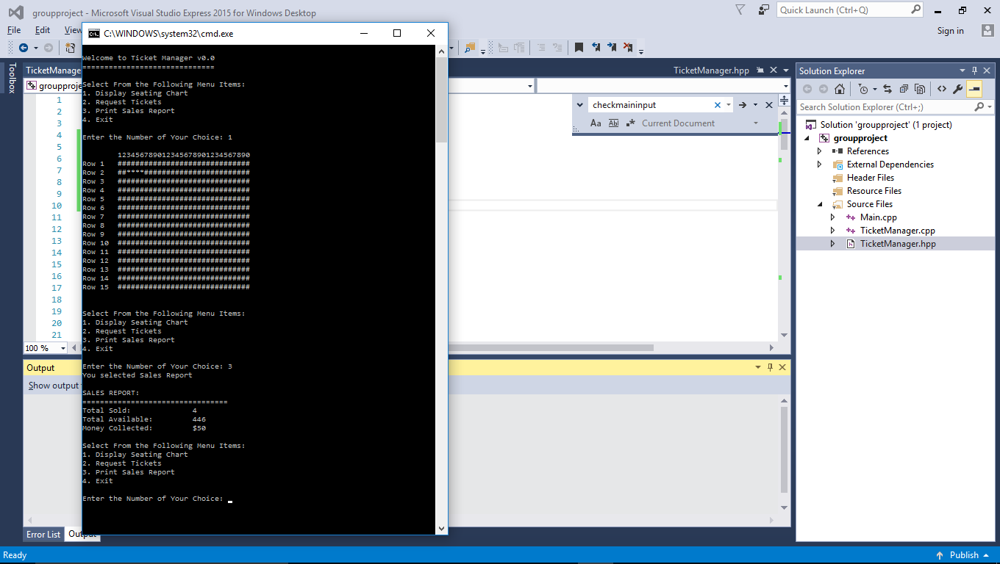 groupproject - Microsoft Visual Studio Express 2015 for Windows Desktop
Quick Launch (Ctrl+Q)
File Edit View
Sign in
C:\WINDOWS\system32\cmd.exe
Welcome to Ticket Manager v0.0
==============================
Select From the Following Menu Items:
1. Display Seating Chart
2. Request Tickets
3. Print Sales Report
4. Exit
Enter the Number of Your Choice: 1
123456789012345678901234567890
Row 1 ##############################
Row 2 ##****########################
Row 3 ##############################
Row 4 ##############################
Row 5 ##############################
Row 6 ##############################
Row 7 ##############################
Row 8 ##############################
Row 9 ##############################
Row 10 ##############################
Row 11 ##############################
Row 12 ##############################
Row 13 ##############################
Row 14 ##############################
Row 15 ##############################
Select From the Following Menu Items:
1. Display Seating Chart
2. Request Tickets
3. Print Sales Report
4. Exit
Enter the Number of Your Choice: 3
You selected Sales Report
SALES REPORT:
=================================
Total Sold: 4
Total Available: 446
Money Collected: $50
Select From the Following Menu Items:
1. Display Seating Chart
2. Request Tickets
3. Print Sales Report
4. Exit
Enter the Number of Your Choice:
Toolbox
TicketManage
TicketManager.hpp
groupproje
1
2
3
4
5
6
7
8
9
10
11
12
13
14
15
16
17
18
19
20
21
100 %
checkmaininput
Aa Ab .* Current Document
Output
Show output
Error List Output
Solution Explorer
Search Solution Explorer (Ctrl+;)
Solution 'groupproject' (1 project)
groupproject
References
External Dependencies
Header Files
Resource Files
Source Files
Main.cpp
TicketManager.cpp
TicketManager.hpp
Ready
Publish